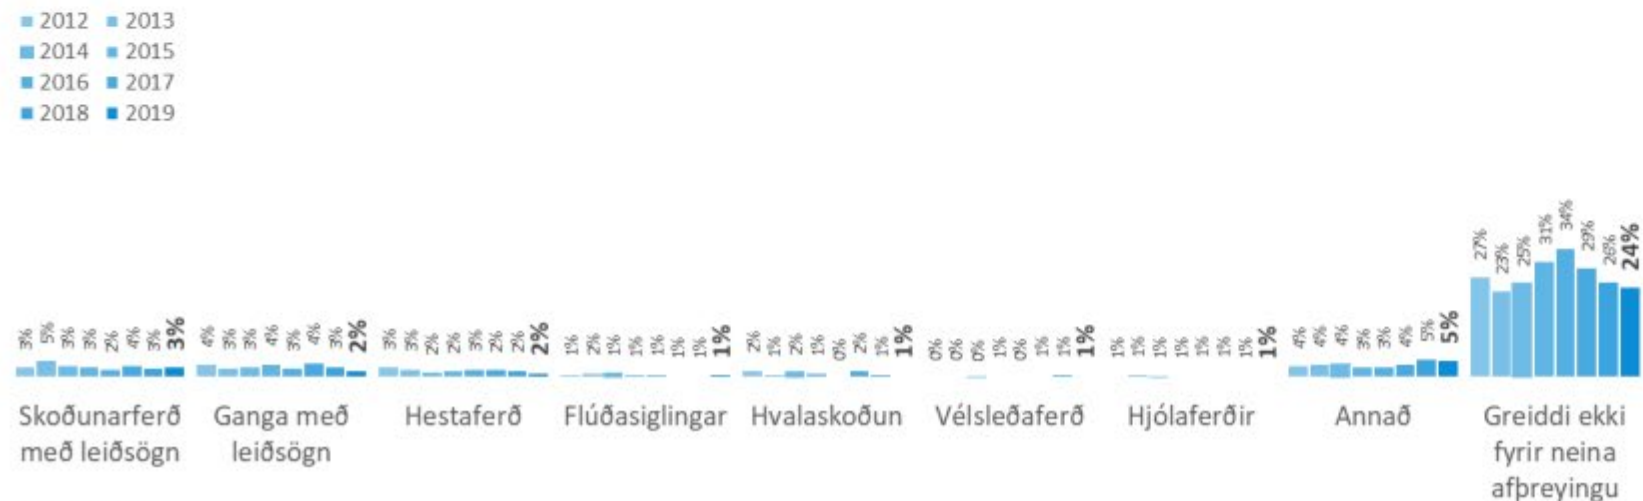 2012 2013
2014 2015
2016 2017
2018 2019
3% 5% 3% 3% 2% 4% 3% 3%
4% 3% 3% 4% 3% 4% 3% 2%
3% 3% 2% 2% 3% 2% 2% 2%
1% 2% 1% 1% 1% 1% 1% 1%
2% 1% 2% 1% 0% 2% 1% 1%
0% 0% 0% 1% 0% 1% 1% 1%
1% 1% 1% 1% 1% 1% 1% 1%
4% 4% 4% 3% 3% 4% 5% 5%
27% 23% 25% 31% 34% 29% 26% 24%
Skoðunarferð
með leiðsögn
Ganga með
leiðsögn
Hestaferð
Flúðasiglingar
Hvalaskoðun
Vélsleðaferð
Hjólaferðir
Annað
Greiddi ekki
fyrir neina
afþreyingu